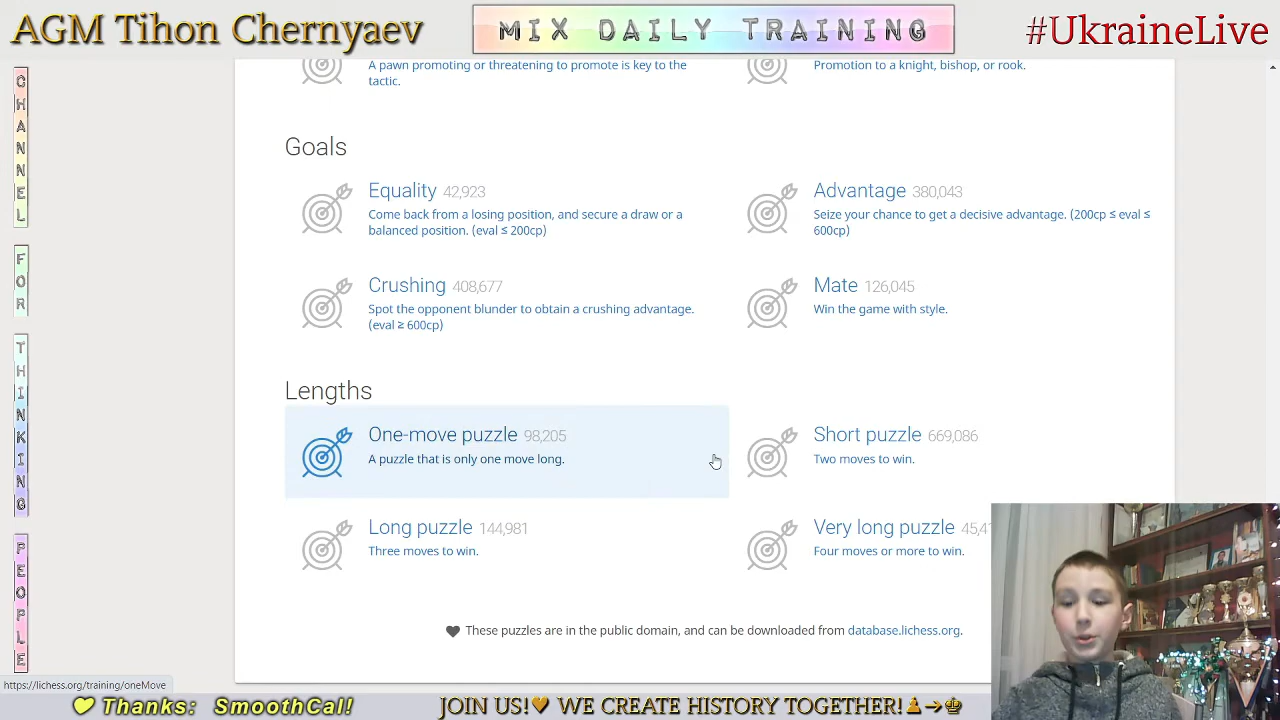 AGM Tihon Chernyaev
MIX DAILY TRAINING
#UkraineLive
CHANNEL
FOR
THINKING
PEOPLE
A pawn promoting or threatening to promote is key to the
tactic.
Promotion to a knight, bishop, or rook.
Goals
Equality 42,923
Come back from a losing position, and secure a draw or a
balanced position. (eval ≤ 200cp)
Advantage 380,043
Seize your chance to get a decisive advantage. (200cp ≤ eval ≤
600cp)
Crushing 408,677
Spot the opponent blunder to obtain a crushing advantage.
(eval ≥ 600cp)
Mate 126,045
Win the game with style.
Lengths
One-move puzzle 98,205
A puzzle that is only one move long.
Short puzzle 669,086
Two moves to win.
Long puzzle 144,981
Three moves to win.
Very long puzzle 45,41
Four moves or more to win.
These puzzles are in the public domain, and can be downloaded from database.lichess.org.
https://lichess.org/training/oneMove
Thanks: SmoothCal!
JOIN US!🧡 WE CREATE HISTORY TOGETHER!♟→♚